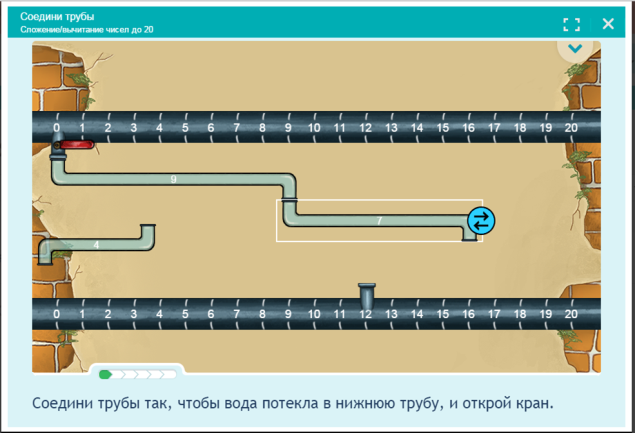 Соедини трубы
Сложение/вычитание чисел до 20
0 1 2 3 4 5 6 7 8 9 10 11 12 13 14 15 16 17 18 19 20
9
7
4
0 1 2 3 4 5 6 7 8 9 10 11 12 13 14 15 16 17 18 19 20
Соедини трубы так, чтобы вода потекла в нижнюю трубу, и открой кран.